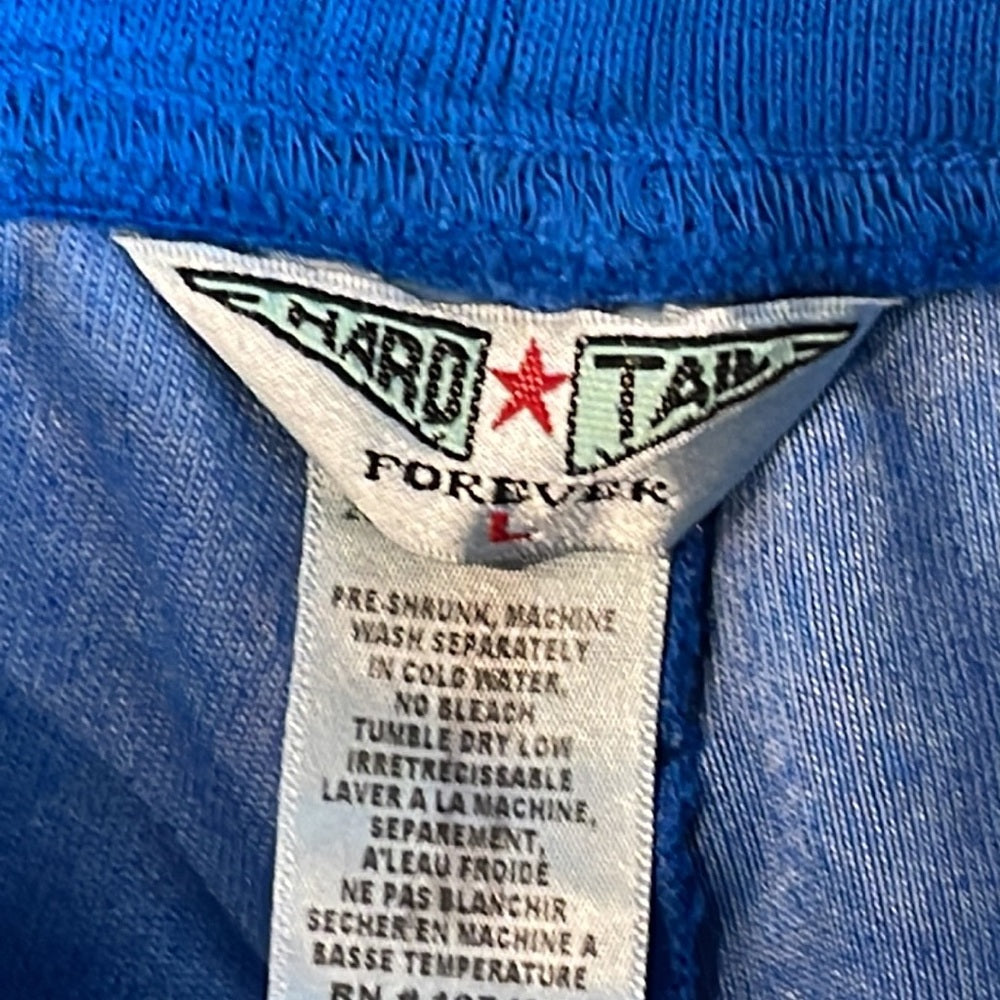 HARD TAIL
FOREVER
L
PRE-SHRUNK, MACHINE
WASH SEPARATELY
IN COLD WATER,
NO BLEACH
TUMBLE DRY LOW
IRRETRECISSABLE
LAVER A LA MACHINE,
SEPAREMENT,
A'LEAU FROIDE
NE PAS BLANCHIR
SECHER EN MACHINE A
BASSE TEMPERATURE
RN #